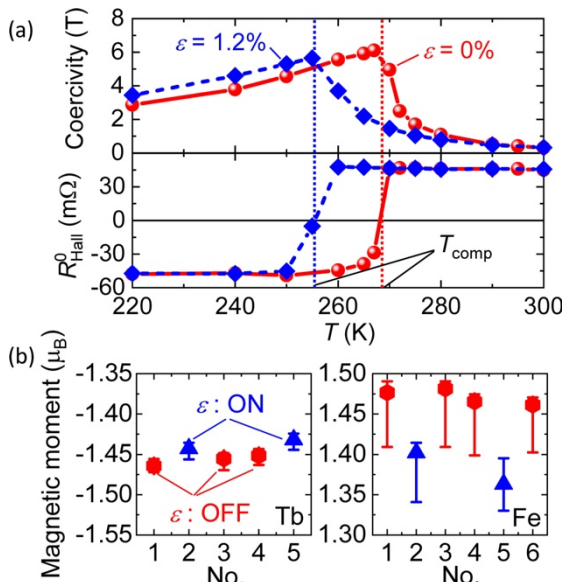 (a)
Coercivity (T)
8
6
4
2
0
ε = 1.2%
ε = 0%
R⁰Hall (mΩ)
30
0
-30
-60
Tcomp
220 240 260 280 300
T (K)
(b)
Magnetic moment (μB)
-1.35
-1.40
-1.45
-1.50
-1.55
ε : ON
ε : OFF
Tb
1 2 3 4 5
No.
1.50
1.45
1.40
1.35
1.30
Fe
1 2 3 4 5 6
No.